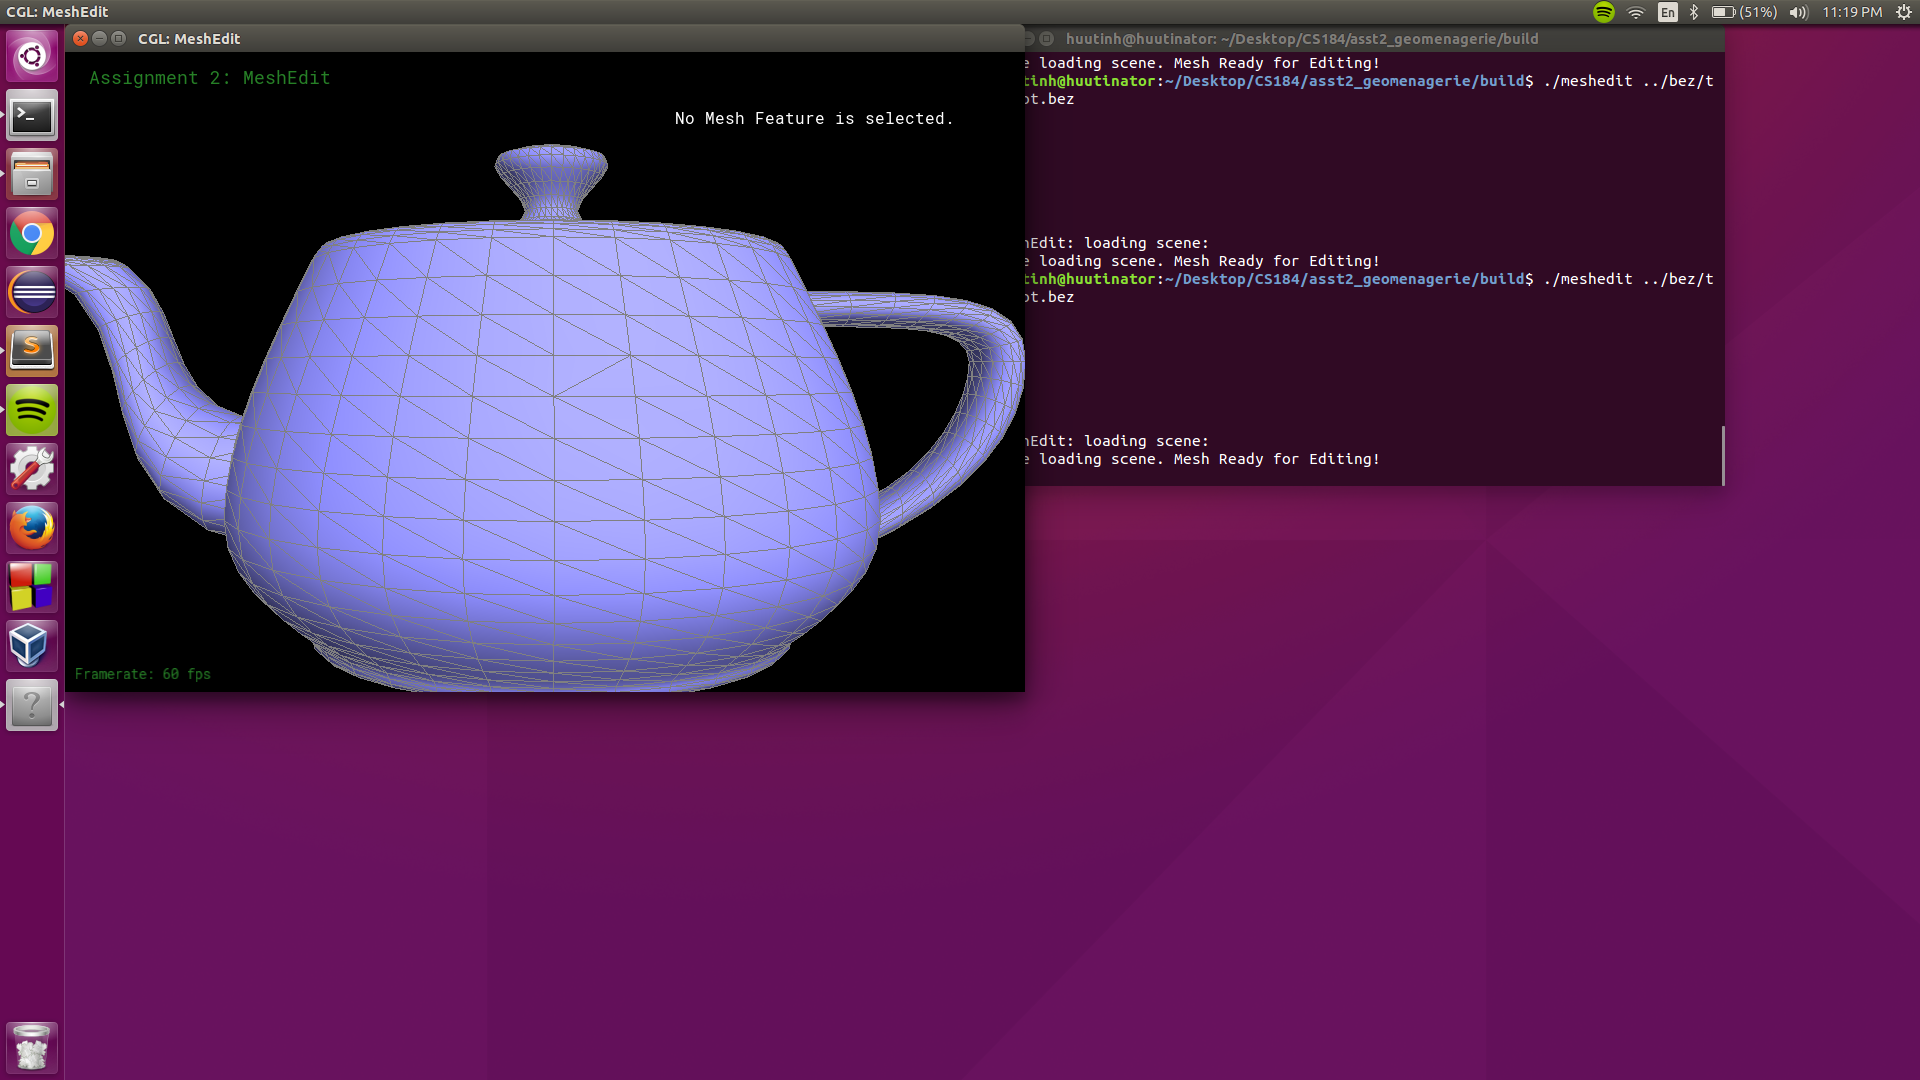 CGL: MeshEdit
En
(51%)
11:19 PM
CGL: MeshEdit
Assignment 2: MeshEdit
No Mesh Feature is selected.
Framerate: 60 fps
huutinh@huutinator: ~/Desktop/CS184/asst2_geomenagerie/build
loading scene. Mesh Ready for Editing!
tinh@huutinator:~/Desktop/CS184/asst2_geomenagerie/build$ ./meshedit ../bez/t
ot.bez
hEdit: loading scene:
loading scene. Mesh Ready for Editing!
tinh@huutinator:~/Desktop/CS184/asst2_geomenagerie/build$ ./meshedit ../bez/t
ot.bez
hEdit: loading scene:
loading scene. Mesh Ready for Editing!